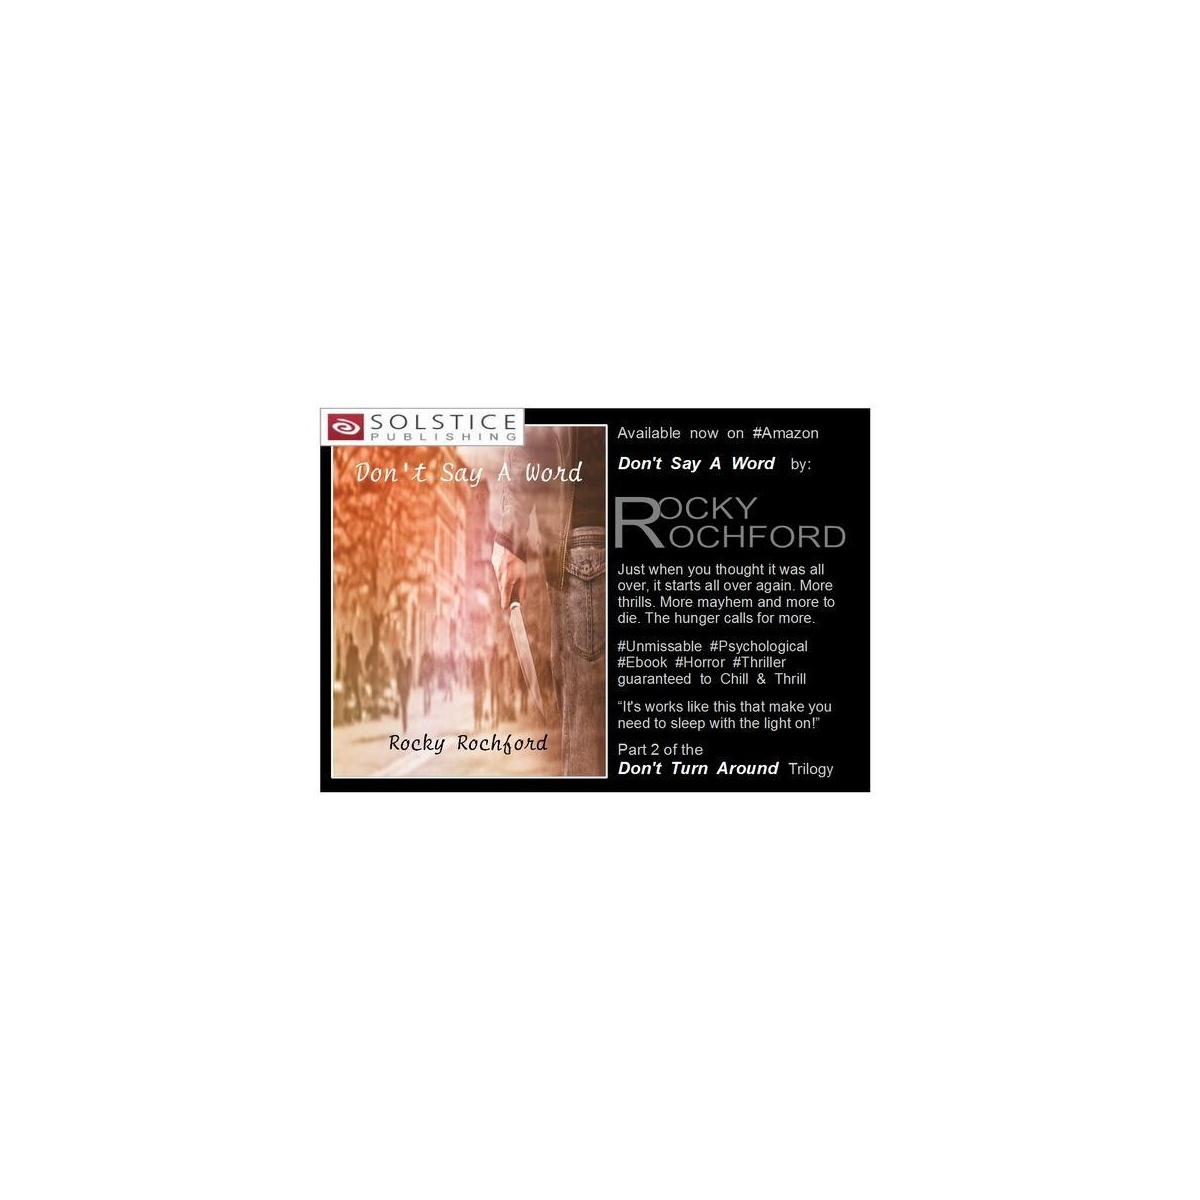 SOLSTICE
PUBLISHING
Don't Say A Word
Rocky Rochford
Available now on #Amazon
Don't Say A Word by:
ROCKY
ROCHFORD
Just when you thought it was all
over, it starts all over again. More
thrills. More mayhem and more to
die. The hunger calls for more.
#Unmissable #Psychological
#Ebook #Horror #Thriller
guaranteed to Chill & Thrill
“It's works like this that make you
need to sleep with the light on!”
Part 2 of the
Don't Turn Around Trilogy